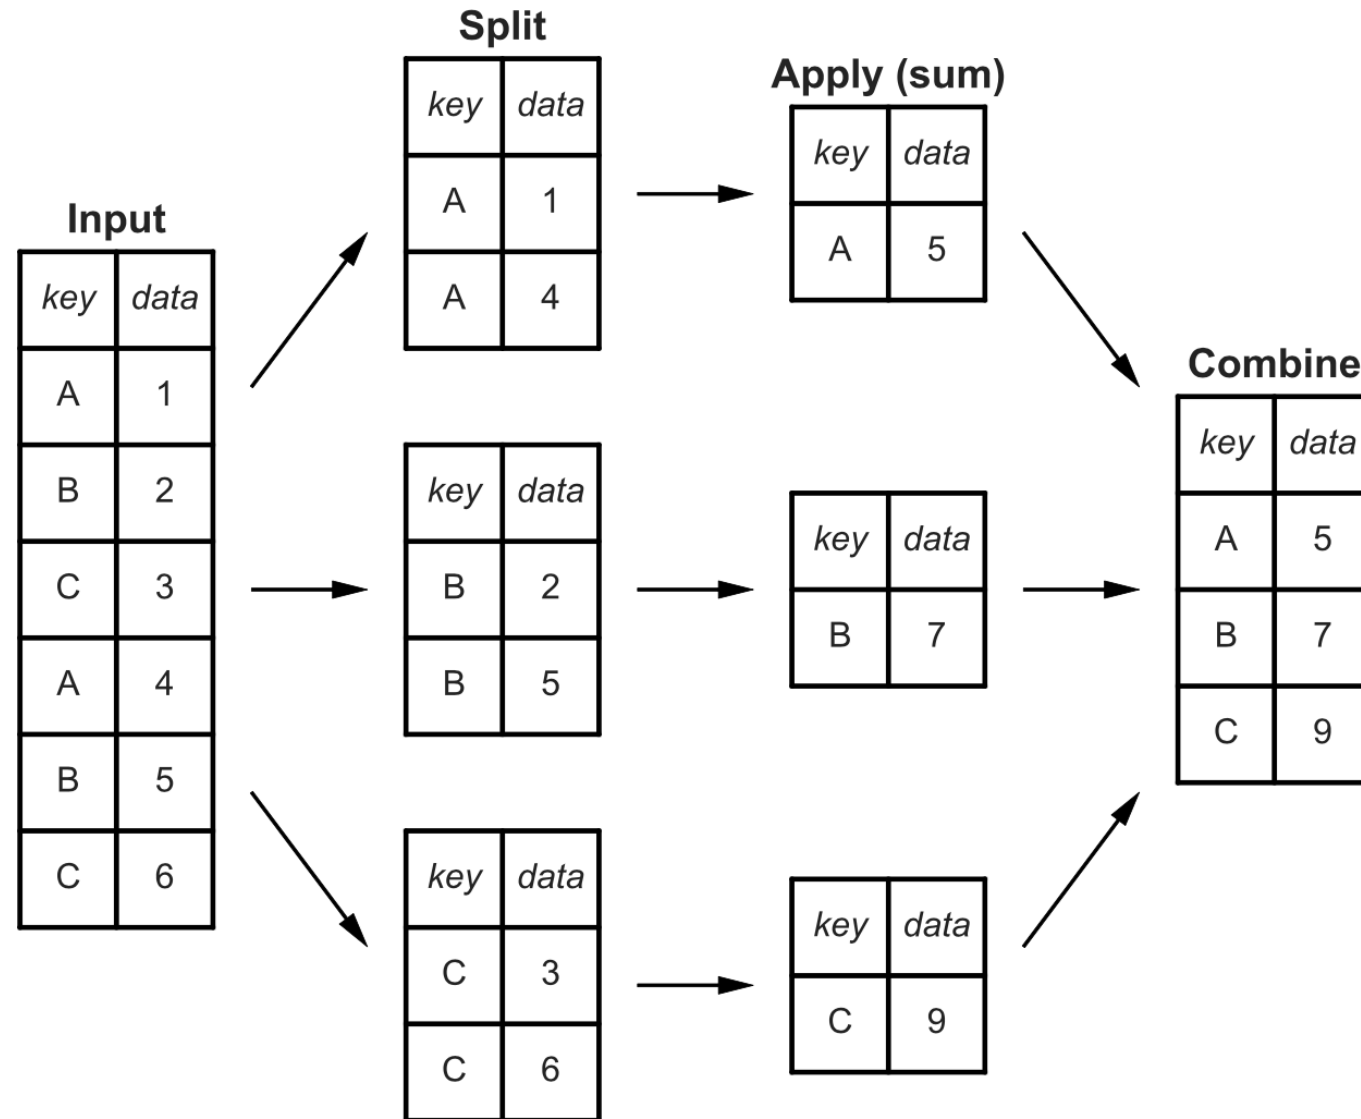 Input
key data
A 1
B 2
C 3
A 4
B 5
C 6
Split
key data
A 1
A 4
key data
B 2
B 5
key data
C 3
C 6
Apply (sum)
key data
A 5
key data
B 7
key data
C 9
Combine
key data
A 5
B 7
C 9